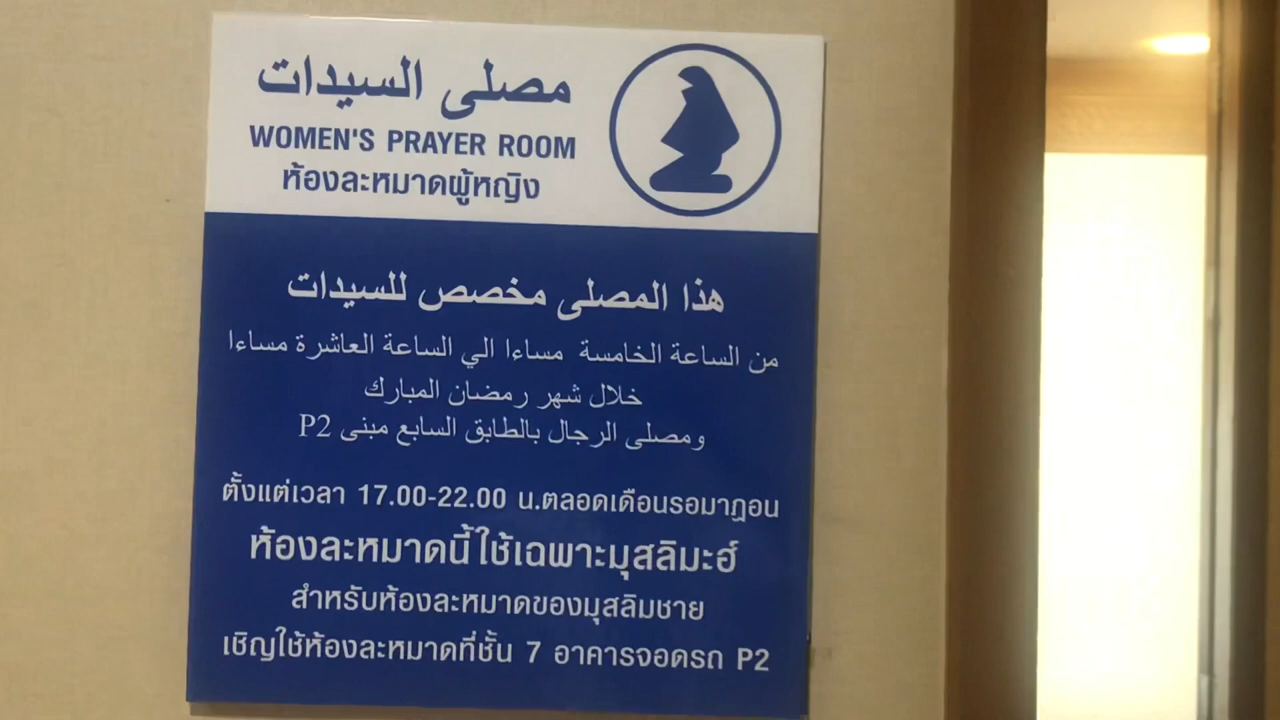 مصلى السيدات
WOMEN'S PRAYER ROOM
ห้องละหมาดผู้หญิง
هذا المصلى مخصص للسيدات
من الساعة الخامسة مساءا الي الساعة العاشرة مساءا
خلال شهر رمضان المبارك
ومصلى الرجال بالطابق السابع مبنى P2
ตั้งแต่เวลา 17.00-22.00 น.ตลอดเดือนรอมาฎอน
ห้องละหมาดนี้ใช้เฉพาะมุสลิมะฮ์
สำหรับห้องละหมาดของมุสลิมชาย
เชิญใช้ห้องละหมาดที่ชั้น 7 อาคารจอดรถ P2